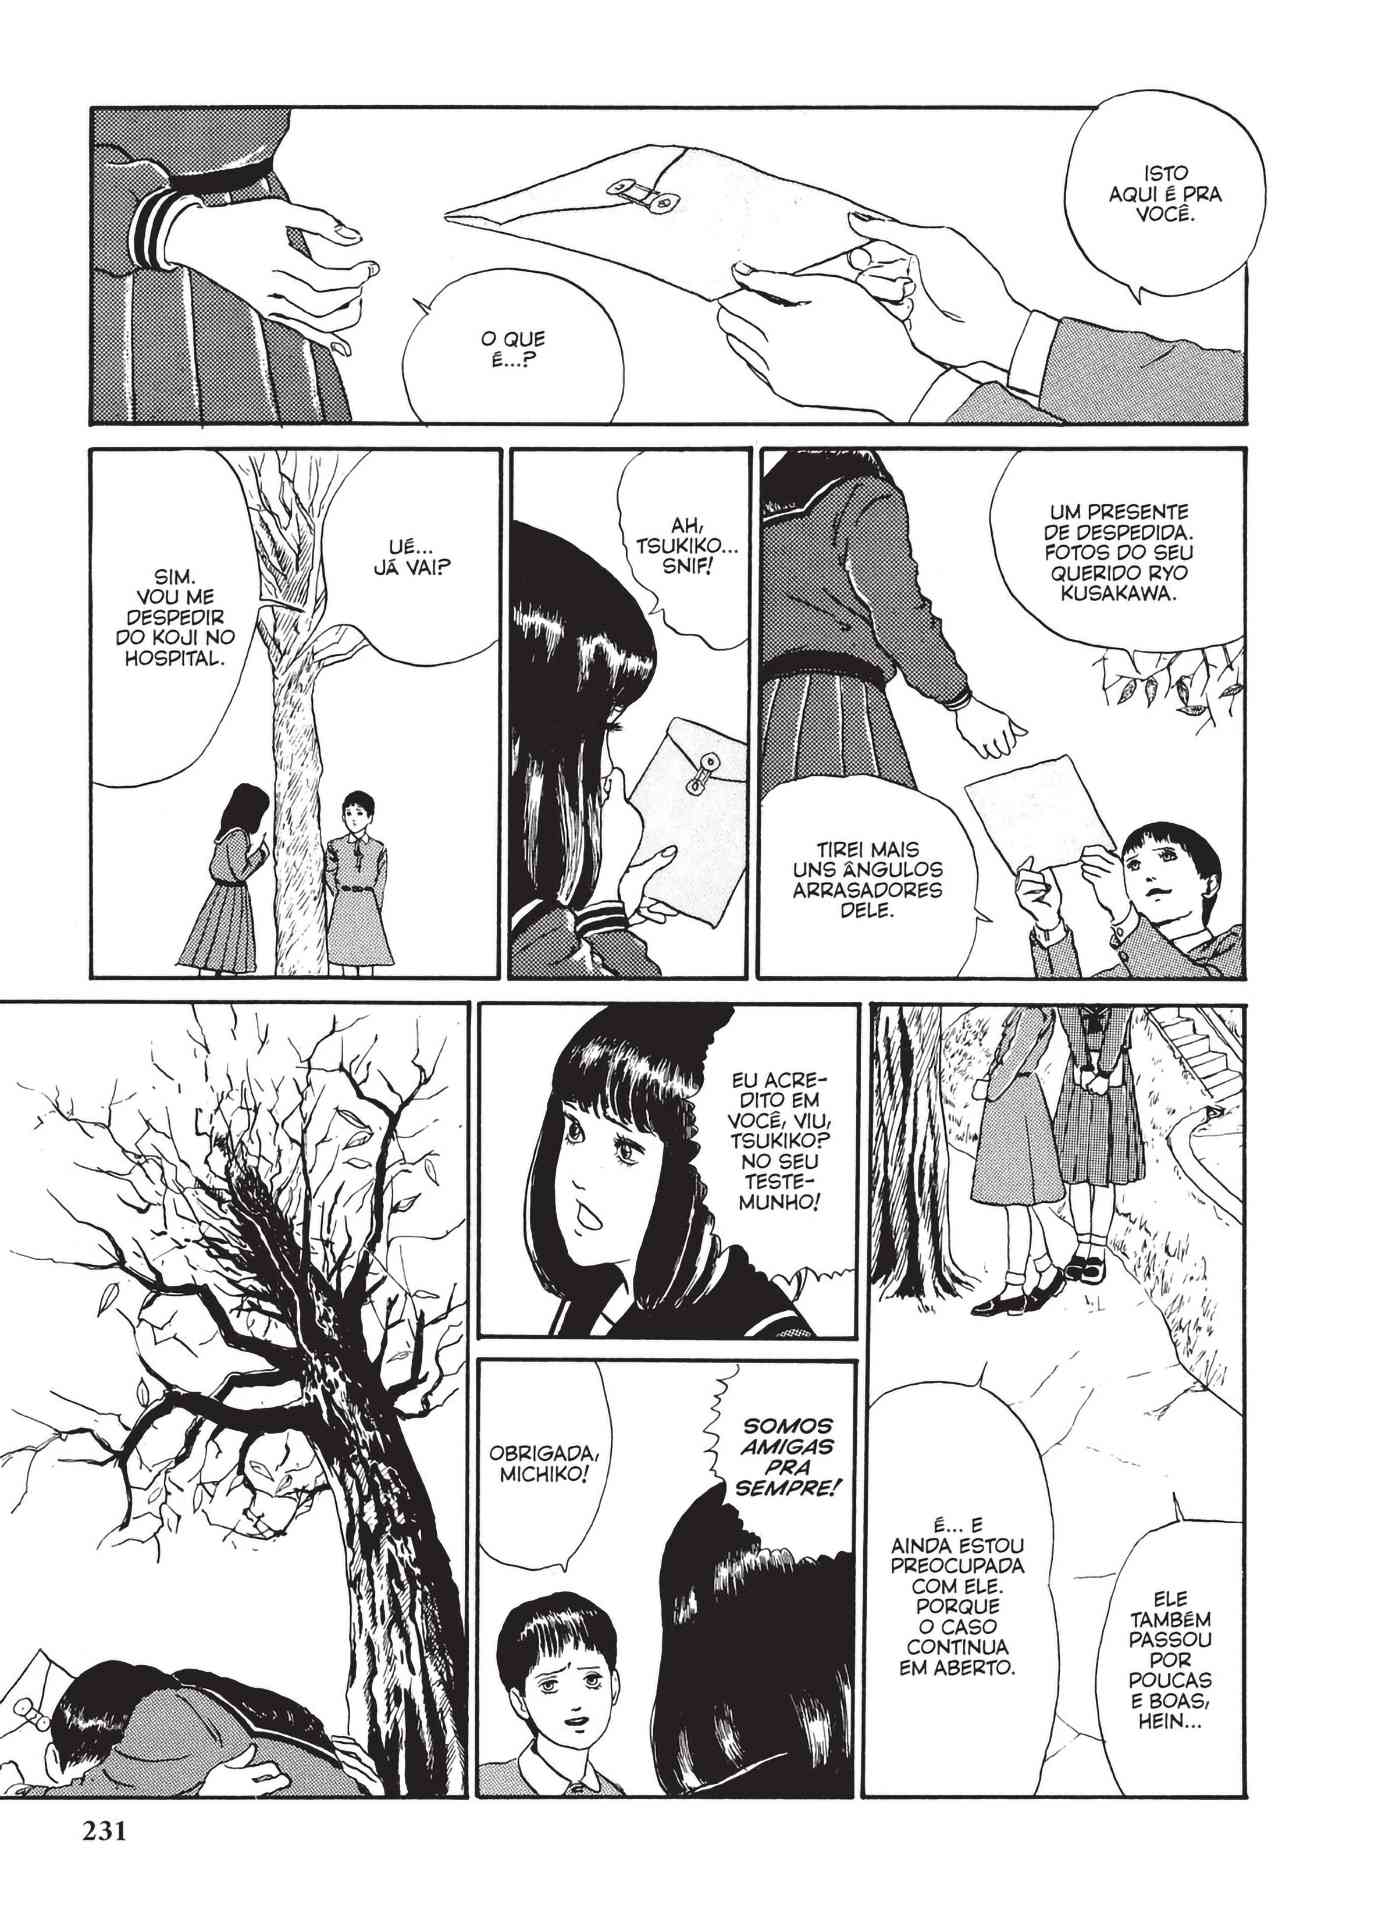 ISTO
AQUI É PRA
VOCÊ.
O QUE
É...?
UM PRESENTE
DE DESPEDIDA.
FOTOS DO SEU
QUERIDO RYO
KUSAKAWA.
TIREI MAIS
UNS ÂNGULOS
ARRASADORES
DELE.
AH,
TSUKIKO...
SNIF!
UÉ...
JÁ VAI?
SIM.
VOU ME
DESPEDIR
DO KOJI NO
HOSPITAL.
ELE
TAMBÉM
PASSOU
POR
POUCAS
E BOAS,
HEIN...
É... E
AINDA ESTOU
PREOCUPADA
COM ELE.
PORQUE
O CASO
CONTINUA
EM ABERTO.
EU ACRE-
DITO EM
VOCÊ, VIU,
TSUKIKO?
NO SEU
TESTE-
MUNHO!
SOMOS
AMIGAS
PRA
SEMPRE!
OBRIGADA,
MICHIKO!
231